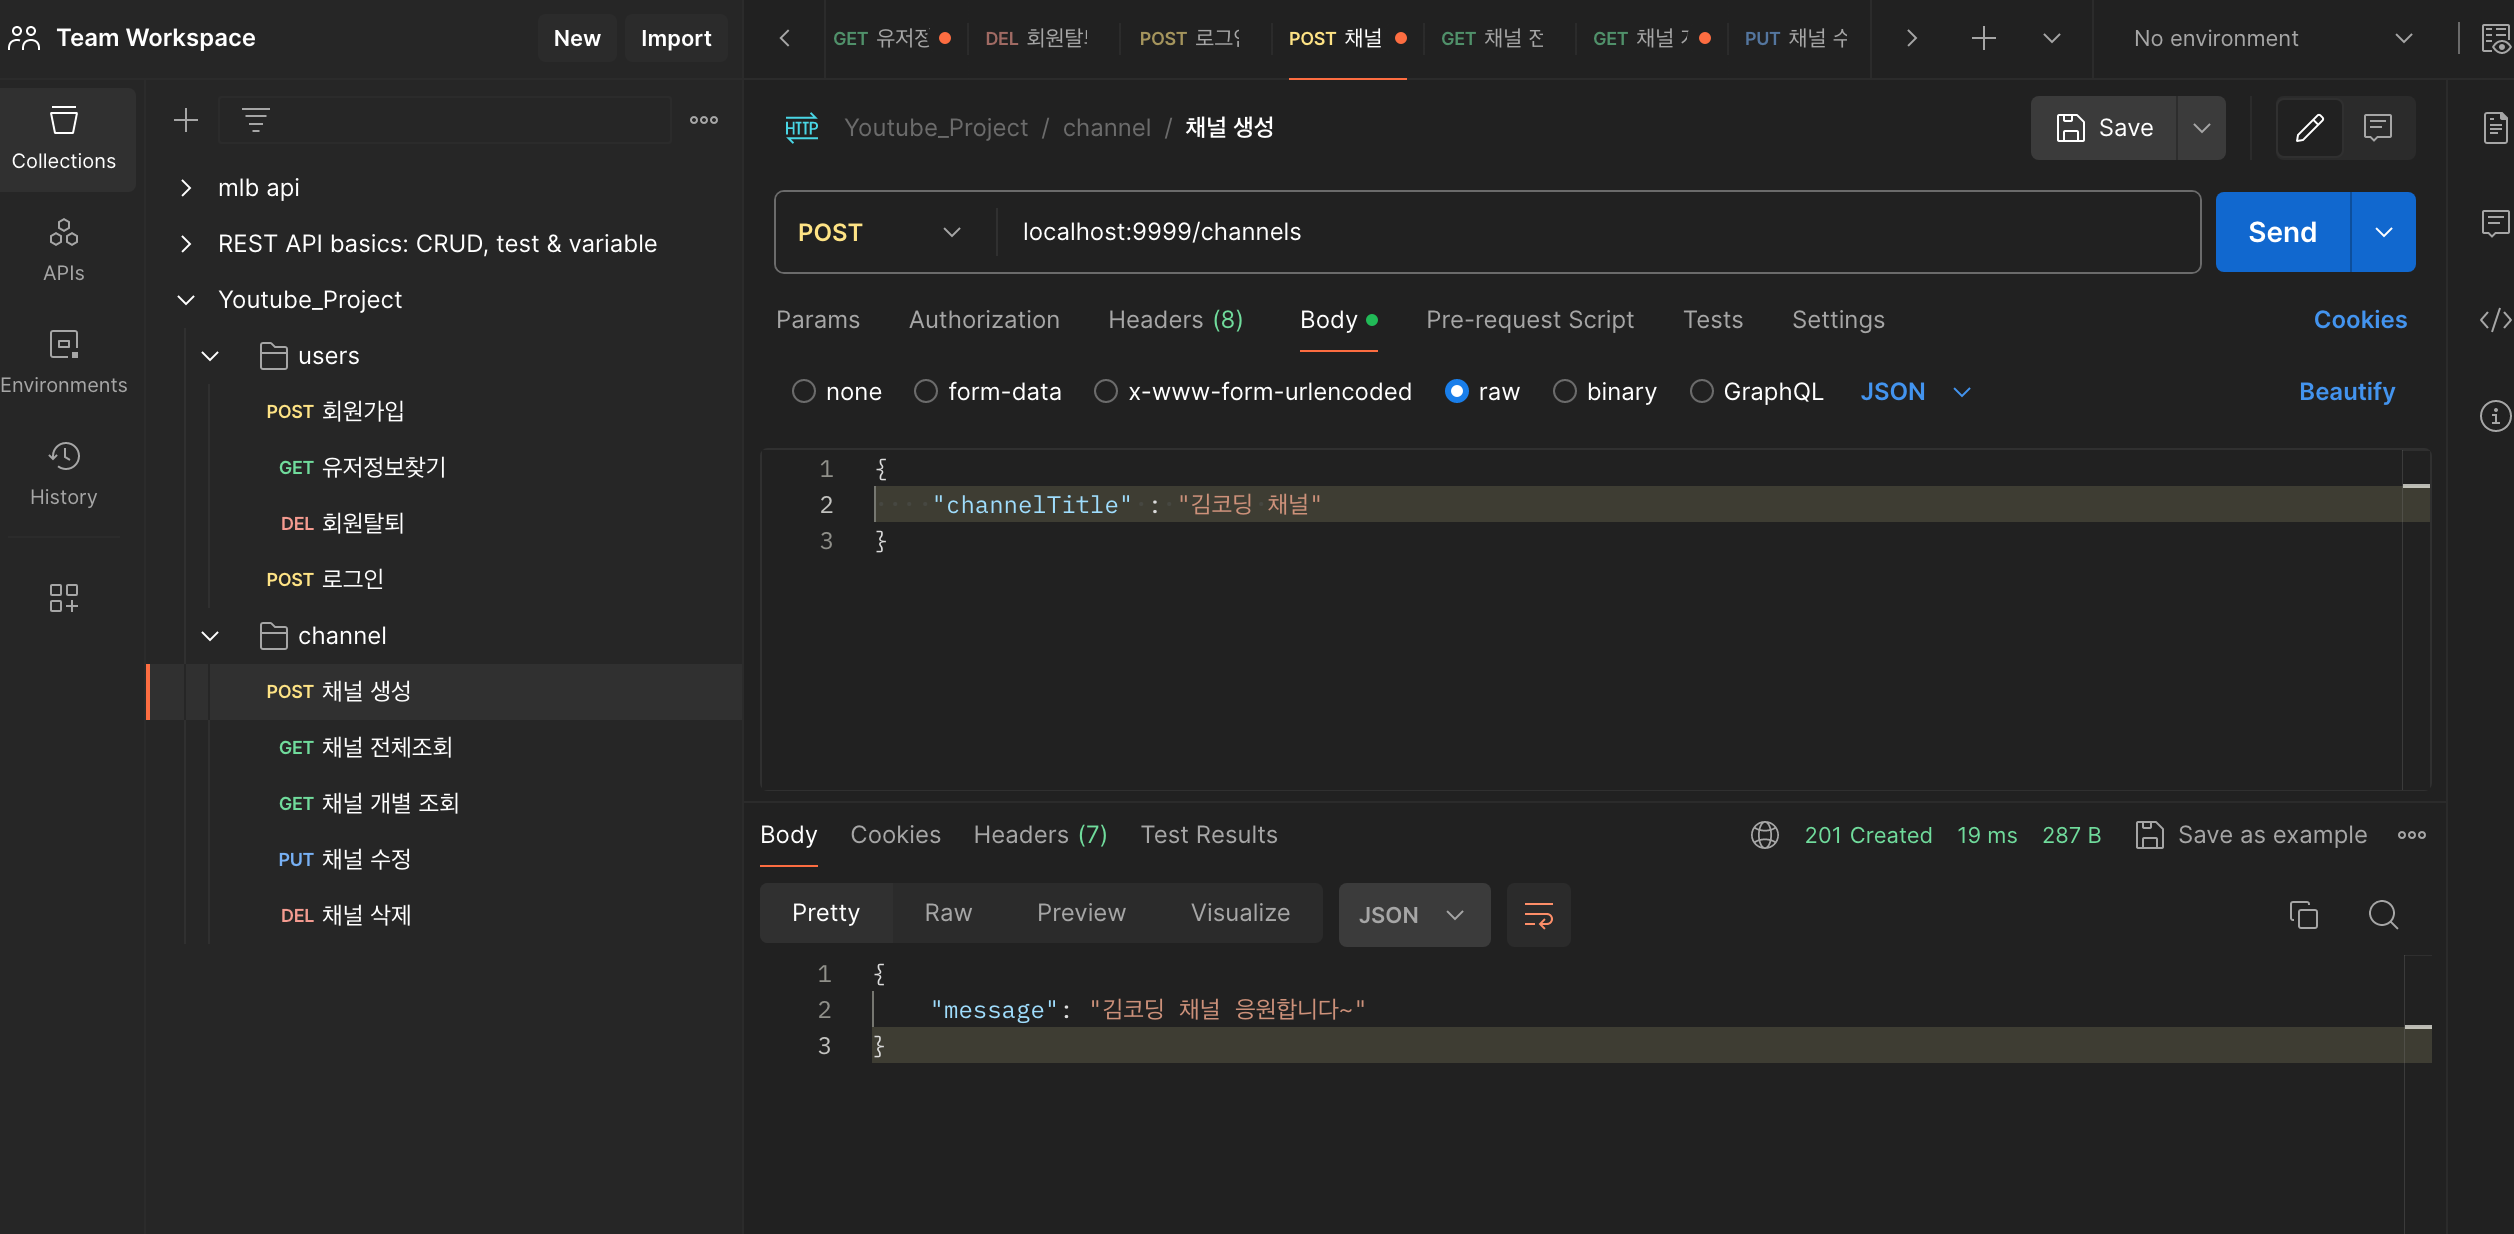 Team Workspace
New
Import
GET 유저정
DEL 회원탈
POST 로그
POST 채널
GET 채널 전
GET 채널
PUT 채널 수
No environment
Collections
APIs
Environments
History
mlb api
REST API basics: CRUD, test & variable
Youtube_Project
users
POST 회원가입
GET 유저정보찾기
DEL 회원탈퇴
POST 로그인
channel
POST 채널 생성
GET 채널 전체조회
GET 채널 개별 조회
PUT 채널 수정
DEL 채널 삭제
HTTP Youtube_Project / channel / 채널 생성
Save
POST localhost:9999/channels
Send
Params Authorization Headers (8) Body Pre-request Script Tests Settings Cookies
none form-data x-www-form-urlencoded raw binary GraphQL JSON Beautify
1 {
2 "channelTitle" : "김코딩 채널"
3 }
Body Cookies Headers (7) Test Results 201 Created 19 ms 287 B Save as example
Pretty Raw Preview Visualize JSON
1 {
2 "message": "김코딩 채널 응원합니다~"
3 }